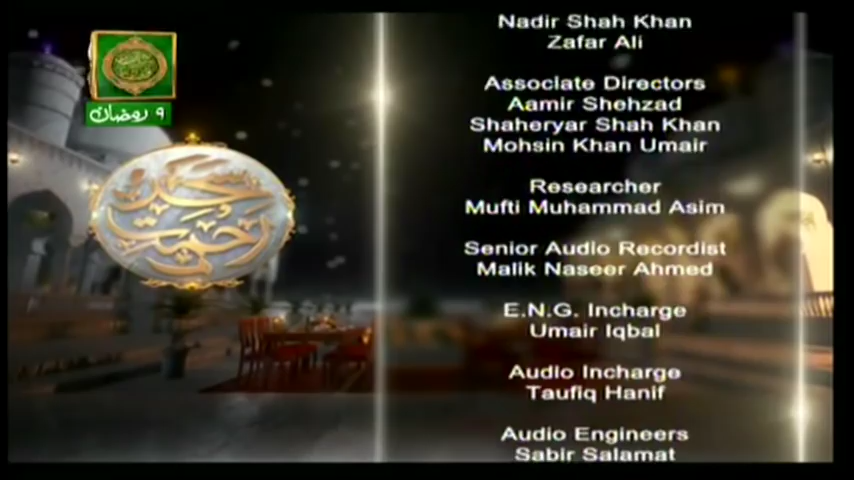 ۹ رمضان
رحمت سحر
Nadir Shah Khan
Zafar Ali
Associate Directors
Aamir Shehzad
Shaheryar Shah Khan
Mohsin Khan Umair
Researcher
Mufti Muhammad Asim
Senior Audio Recordist
Malik Naseer Ahmed
E.N.G. Incharge
Umair Iqbal
Audio Incharge
Taufiq Hanif
Audio Engineers
Sabir Salamat